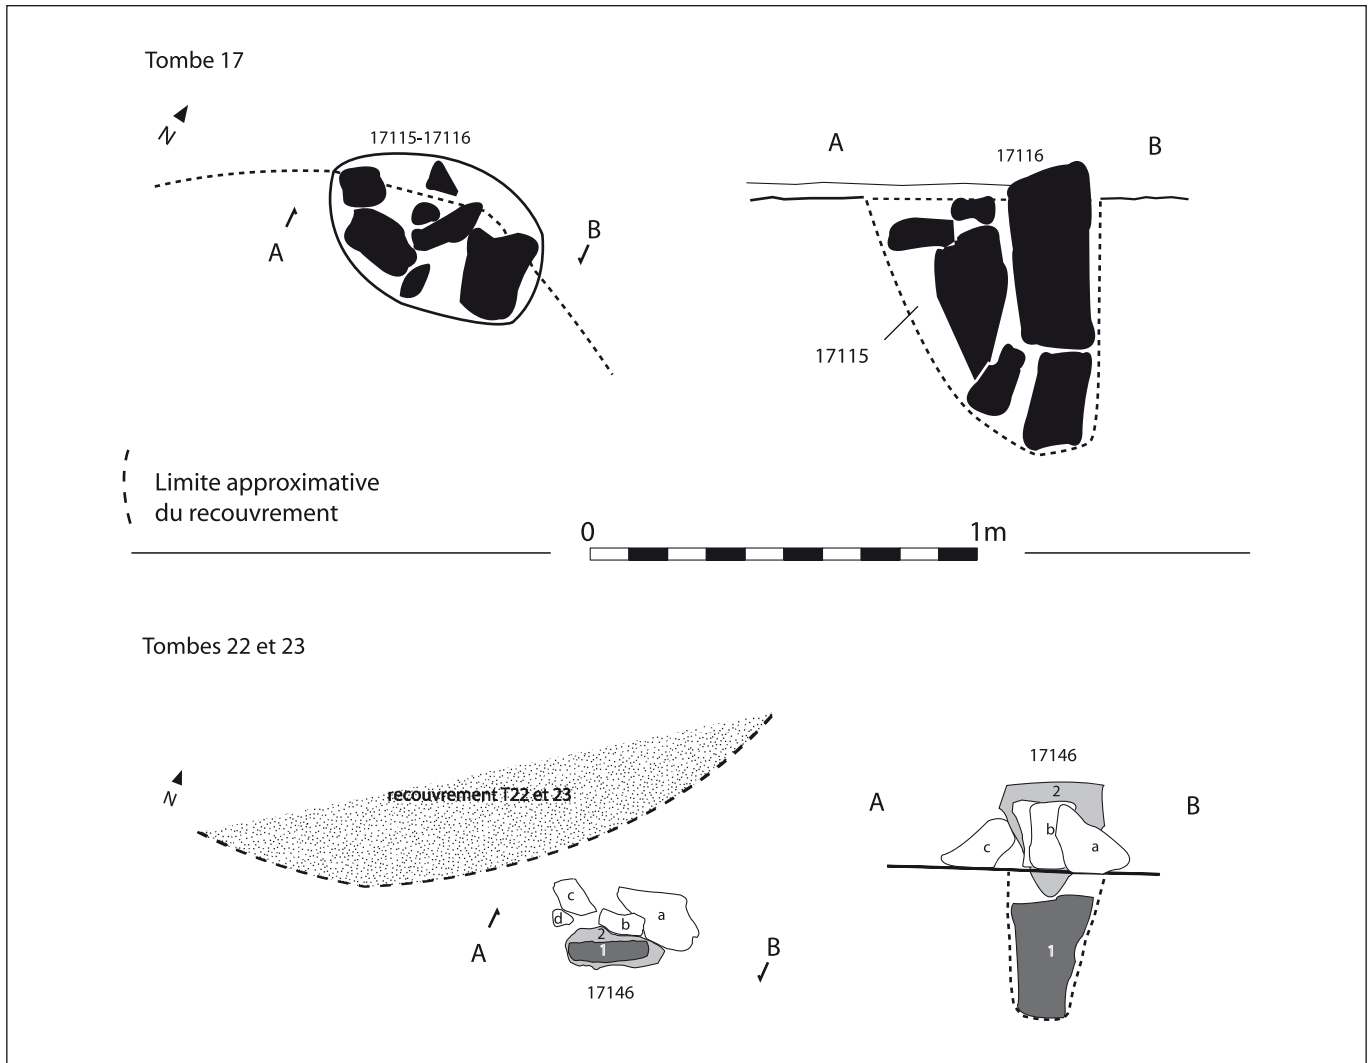 Tombe 17
N
17115-17116
A
B
A
17116
B
17115
Limite approximative
du recouvrement
0
1m
Tombes 22 et 23
N
recouvrement T22 et 23
c
d
b
a
2
1
A
B
17146
17146
A
2
B
c
b
a
1